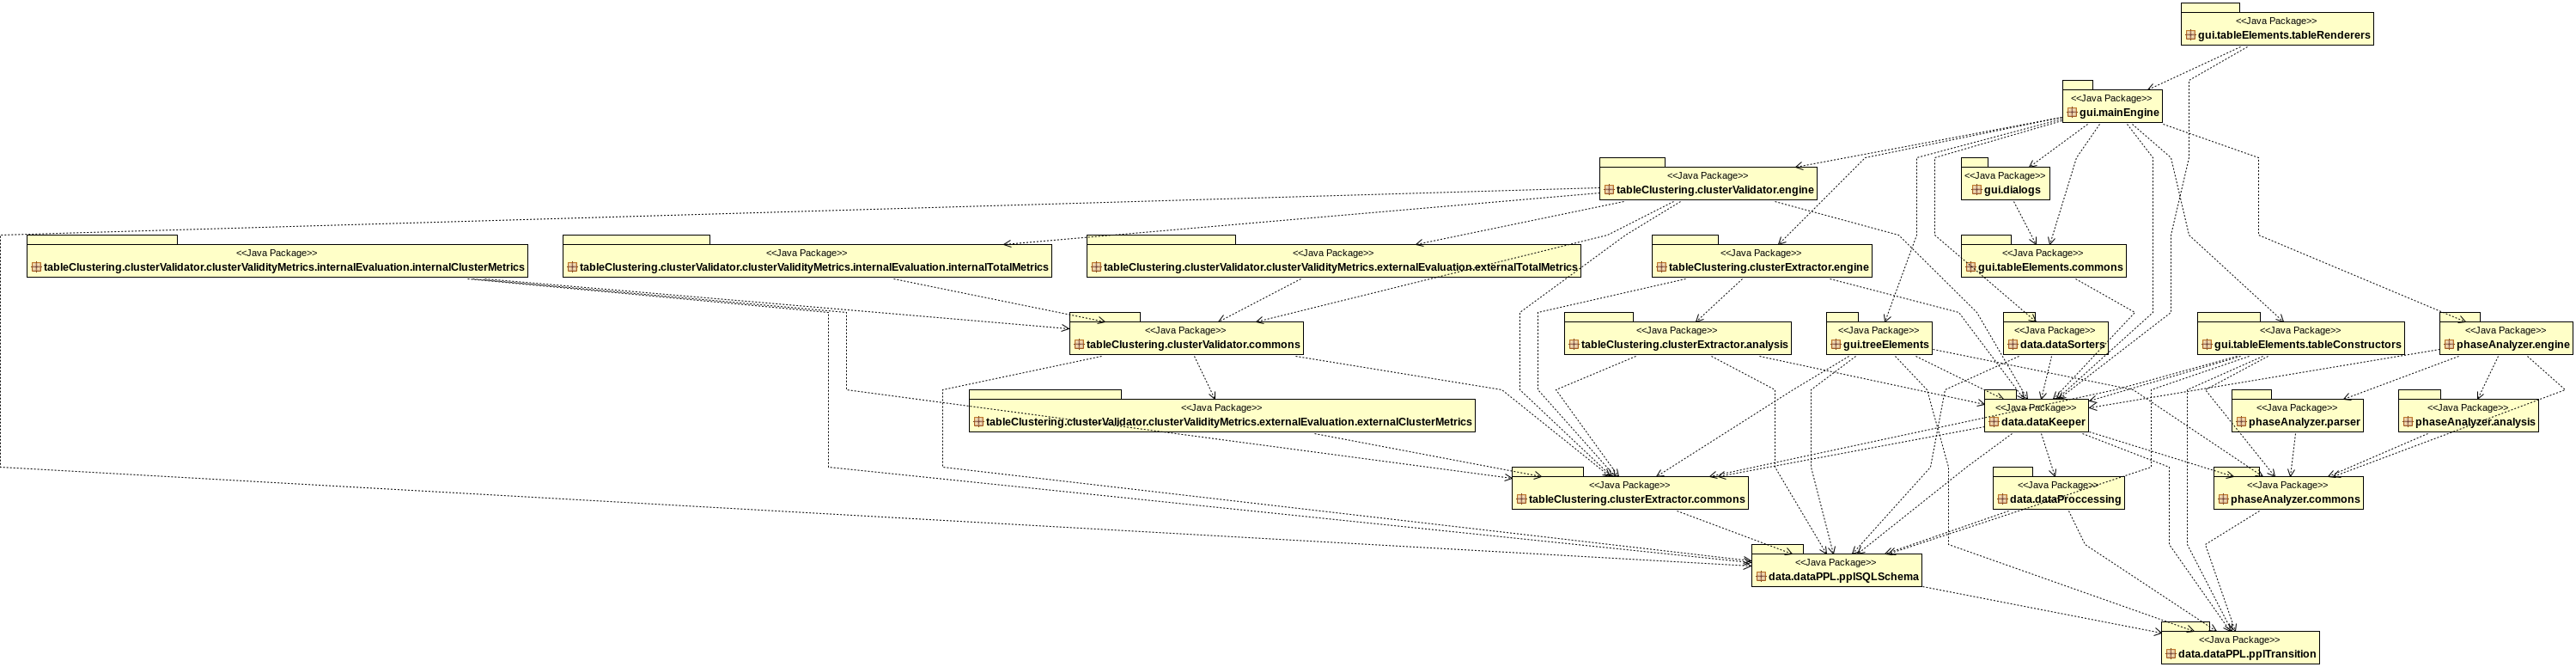 <<Java Package>>
gui.tableElements.tableRenderers
<<Java Package>>
gui.mainEngine
<<Java Package>>
tableClustering.clusterValidator.engine
<<Java Package>>
gui.dialogs
<<Java Package>>
tableClustering.clusterValidator.clusterValidityMetrics.internalEvaluation.internalClusterMetrics
<<Java Package>>
tableClustering.clusterValidator.clusterValidityMetrics.internalEvaluation.internalTotalMetrics
<<Java Package>>
tableClustering.clusterValidator.clusterValidityMetrics.externalEvaluation.externalTotalMetrics
<<Java Package>>
tableClustering.clusterExtractor.engine
<<Java Package>>
gui.tableElements.commons
<<Java Package>>
tableClustering.clusterValidator.commons
<<Java Package>>
tableClustering.clusterExtractor.analysis
<<Java Package>>
gui.treeElements
<<Java Package>>
data.dataSorters
<<Java Package>>
gui.tableElements.tableConstructors
<<Java Package>>
phaseAnalyzer.engine
<<Java Package>>
tableClustering.clusterValidator.clusterValidityMetrics.externalEvaluation.externalClusterMetrics
<<Java Package>>
data.dataKeeper
<<Java Package>>
phaseAnalyzer.parser
<<Java Package>>
phaseAnalyzer.analysis
<<Java Package>>
tableClustering.clusterExtractor.commons
<<Java Package>>
data.dataProccessing
<<Java Package>>
phaseAnalyzer.commons
<<Java Package>>
data.dataPPL.pplSQLSchema
<<Java Package>>
data.dataPPL.pplTransition